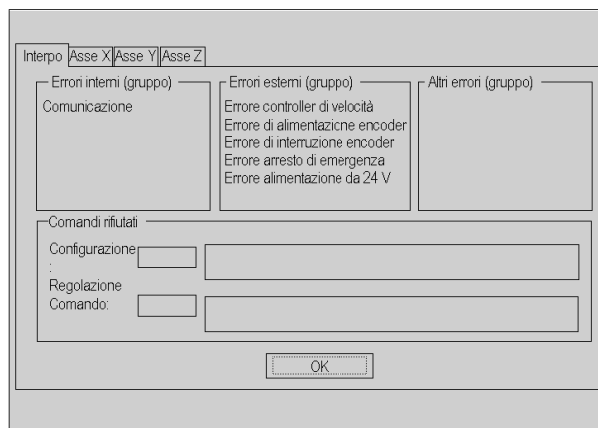 Interpo Asse X Asse Y Asse Z
Errori interni (gruppo)
Comunicazione
Errori esterni (gruppo)
Errore controller di velocità
Errore di alimentazicne encoder
Errore di interruzione encoder
Errore arresto di emergenza
Errore alimentazione da 24 V
Altri errori (gruppo)
Comandi rifiutati
Configurazione
:
Regolazione
Comando:
OK